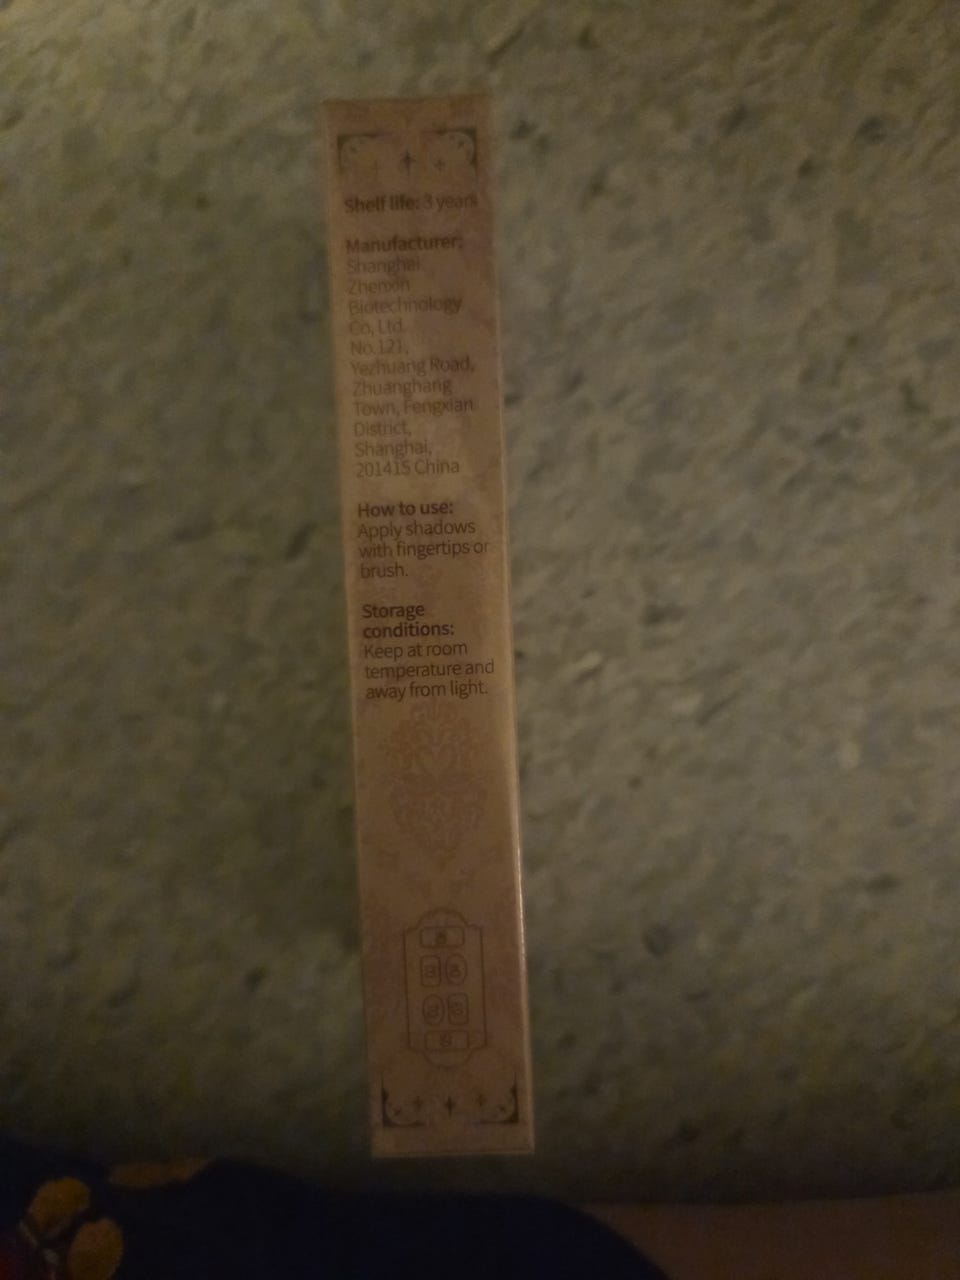 Shelf life: 3 years
Manufacturer:
Shanghai
Zhenxin
Biotechnology
Co, Ltd.
No.121,
Yezhuang Road,
Zhuanghang
Town, Fengxian
District,
Shanghai,
201415 China
How to use:
Apply shadows
with fingertips or
brush.
Storage
conditions:
Keep at room
temperature and
away from light.